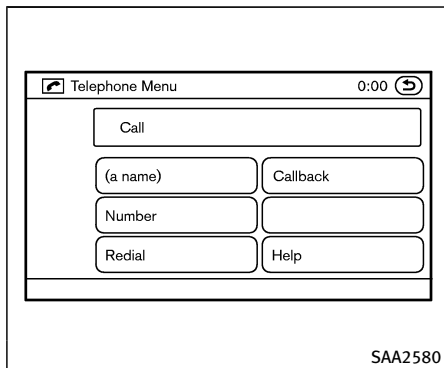 Telephone Menu 0:00
Call
(a name) Callback
Number
Redial Help
SAA2580